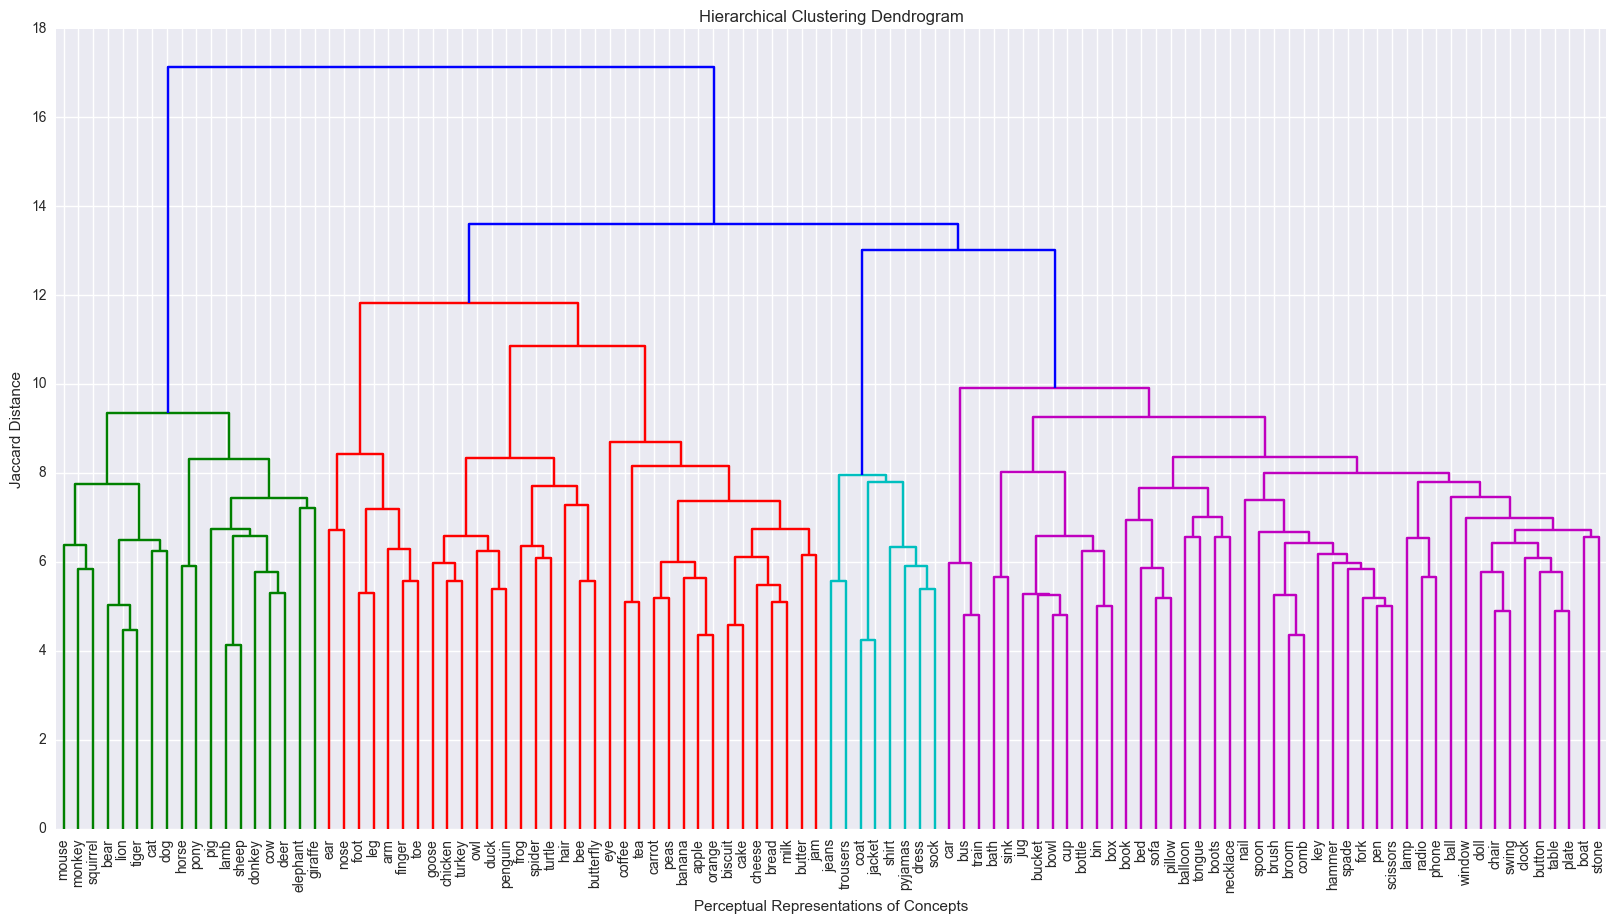 Hierarchical Clustering Dendrogram
18
16
14
12
10
8
6
4
2
0
Jaccard Distance
mouse
monkey
squirrel
bear
lion
tiger
cat
dog
horse
pony
pig
lamb
sheep
donkey
cow
deer
elephant
giraffe
ear
nose
foot
leg
arm
finger
toe
goose
chicken
turkey
owl
duck
penguin
frog
spider
turtle
hair
bee
butterfly
eye
coffee
tea
carrot
peas
banana
apple
orange
biscuit
cake
cheese
bread
milk
butter
jam
jeans
trousers
coat
jacket
shirt
pyjamas
dress
sock
car
bus
train
bath
sink
jug
bucket
bowl
cup
bottle
bin
box
book
bed
sofa
pillow
balloon
tongue
boots
necklace
nail
spoon
brush
broom
comb
key
hammer
spade
fork
pen
scissors
lamp
radio
phone
ball
window
doll
chair
swing
clock
button
table
plate
boat
stone
Perceptual Representations of Concepts